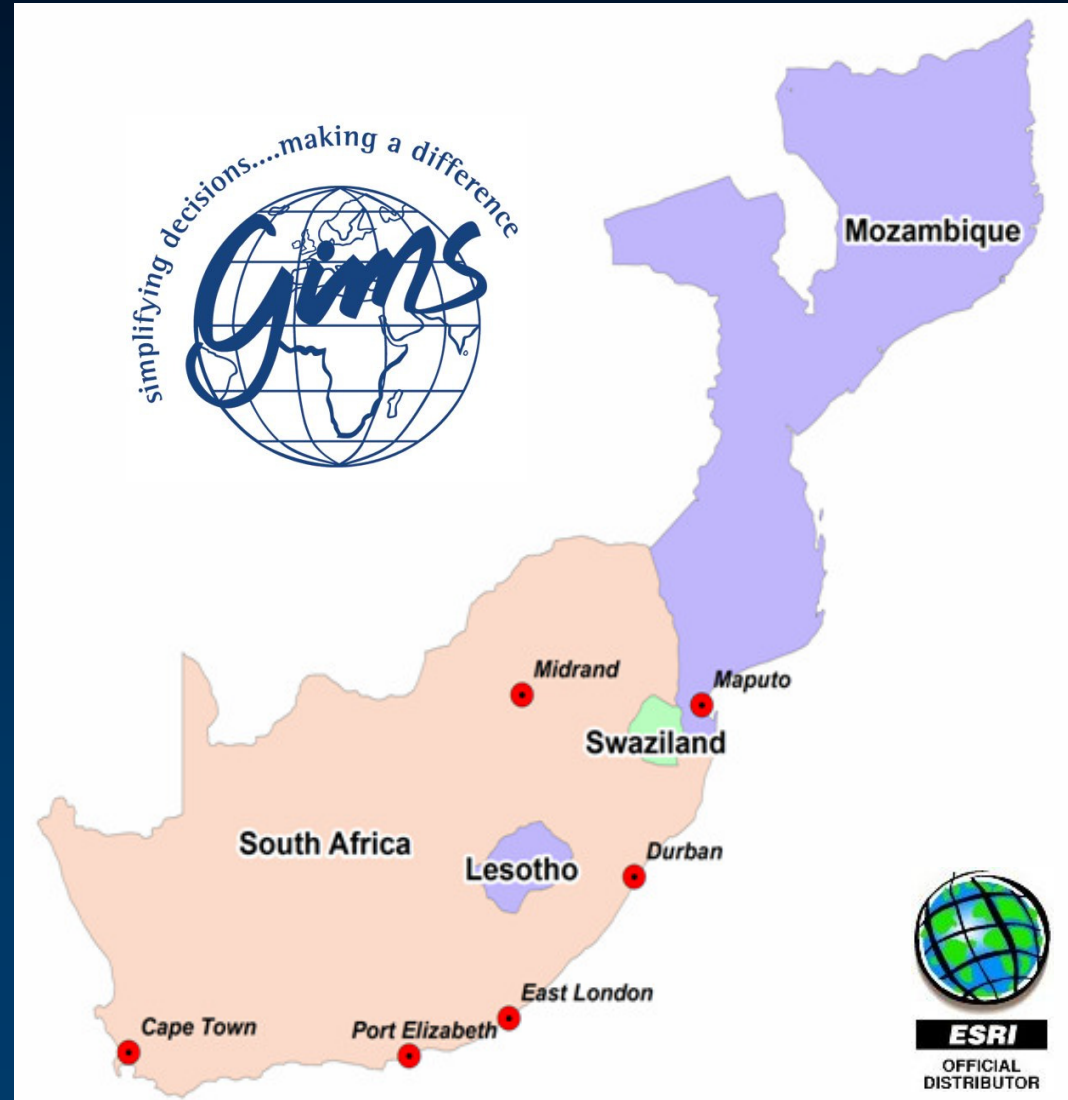 simplifying decisions....making a difference
Gims
Mozambique
Midrand
Maputo
Swaziland
South Africa
Lesotho
Durban
East London
Cape Town
Port Elizabeth
ESRI
OFFICIAL
DISTRIBUTOR